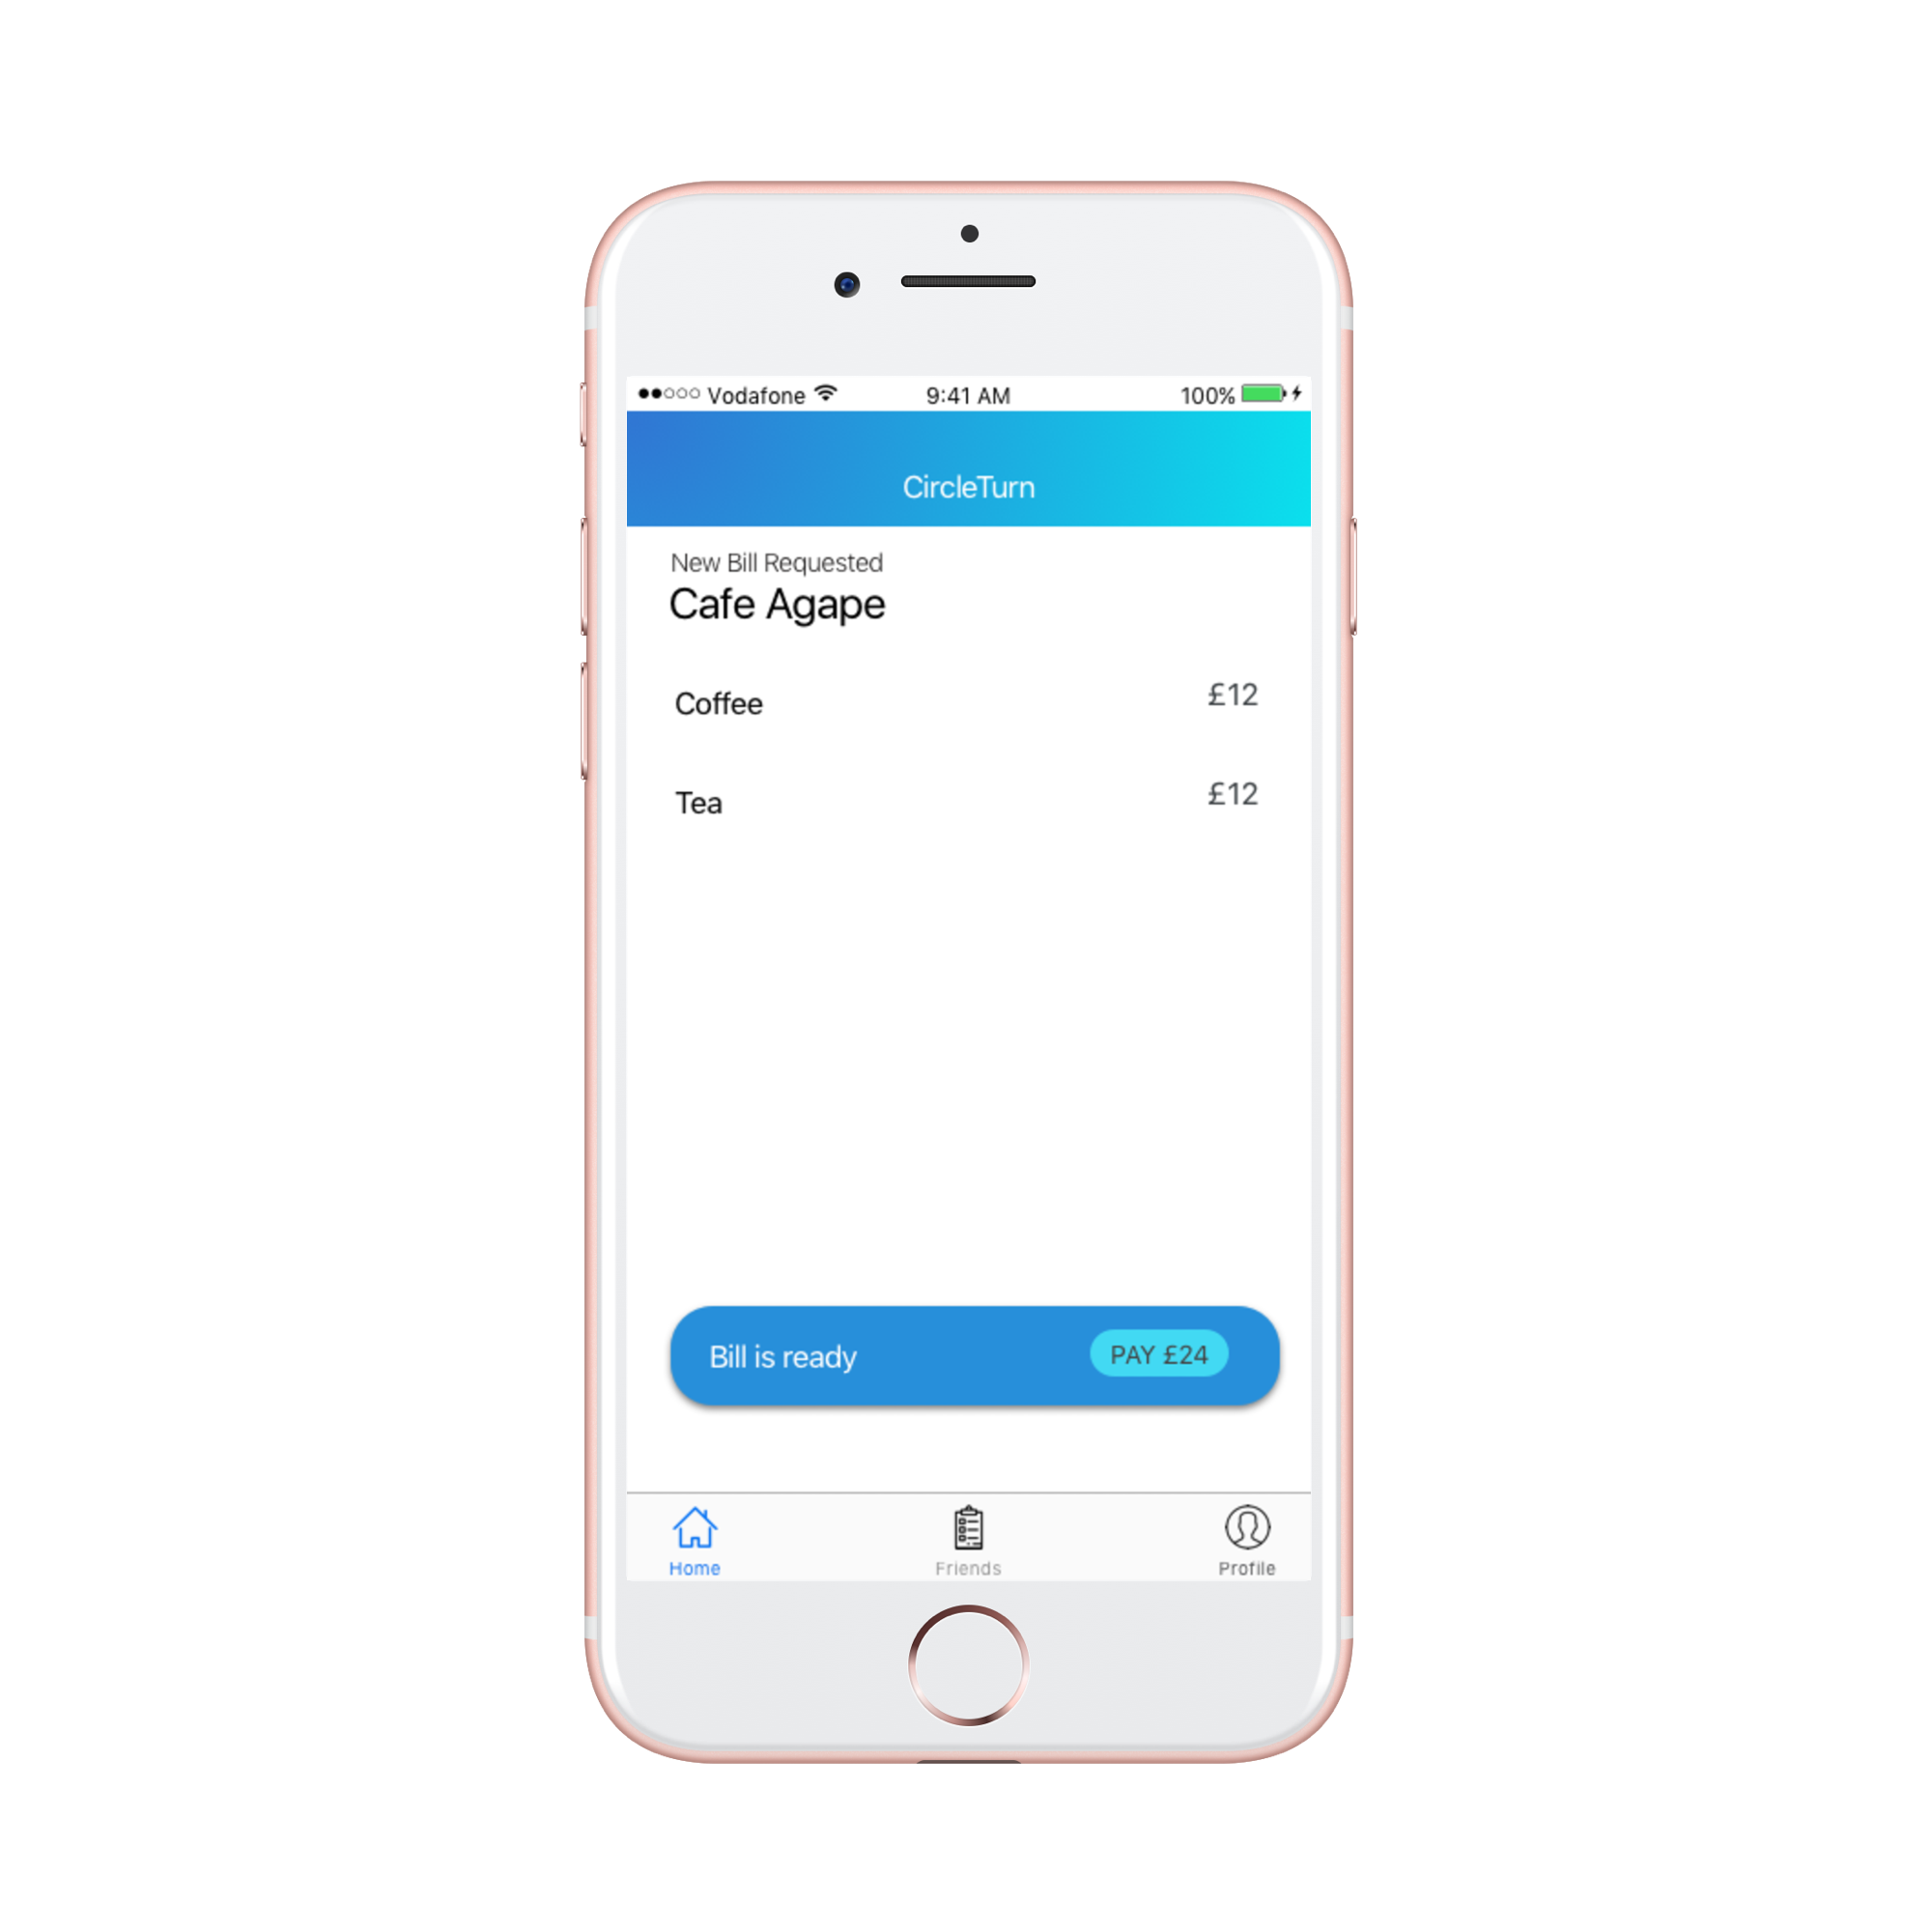 Vodafone 9:41 AM 100%
CircleTurn
New Bill Requested
Cafe Agape
Coffee £12
Tea £12
Bill is ready PAY £24
Home Friends Profile